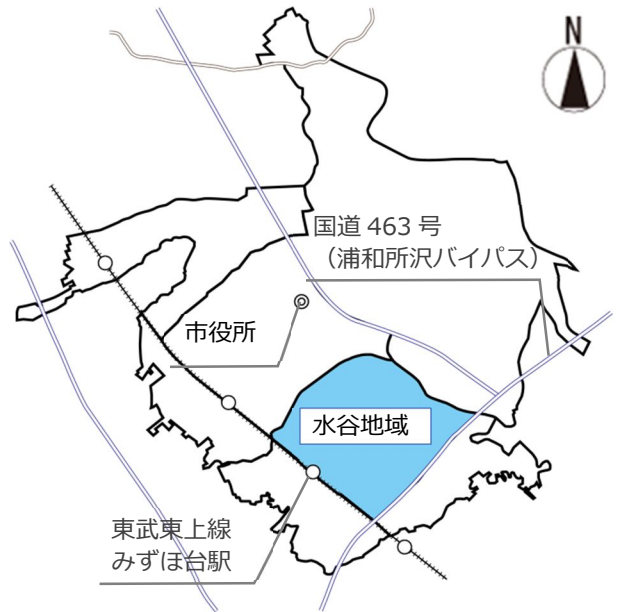 N
国道 463 号
（浦和所沢バイパス）
市役所
水谷地域
東武東上線
みずほ台駅